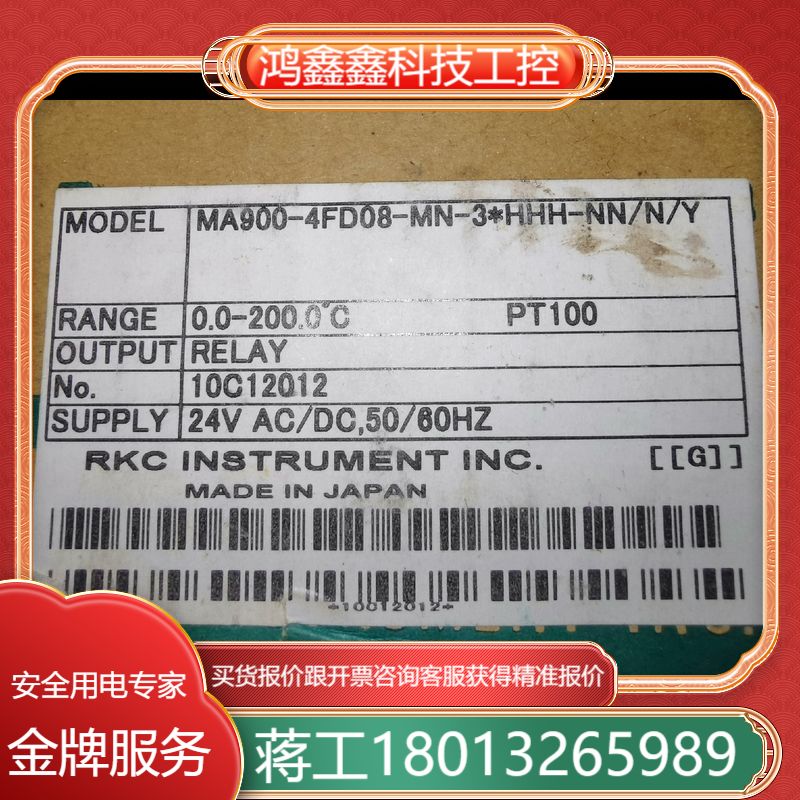 鸿鑫鑫科技工控
MODEL MA900-4FD08-MN-3*HHH-NN/N/Y
RANGE 0.0-200.0℃ PT100
OUTPUT RELAY
No. 10C12012
SUPPLY 24V AC/DC,50/60HZ
RKC INSTRUMENT INC. [[G]]
MADE IN JAPAN
+10012012+
安全用电专家
买货报价跟开票咨询客服获得精准报价
金牌服务
蒋工18013265989